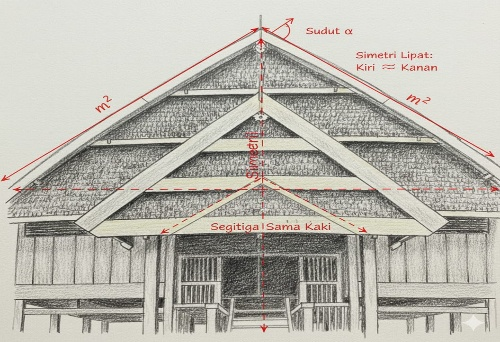 Sudut α
Simetri Lipat:
Kiri ≈ Kanan
m²
m²
Simetri
Segitiga Sama Kaki